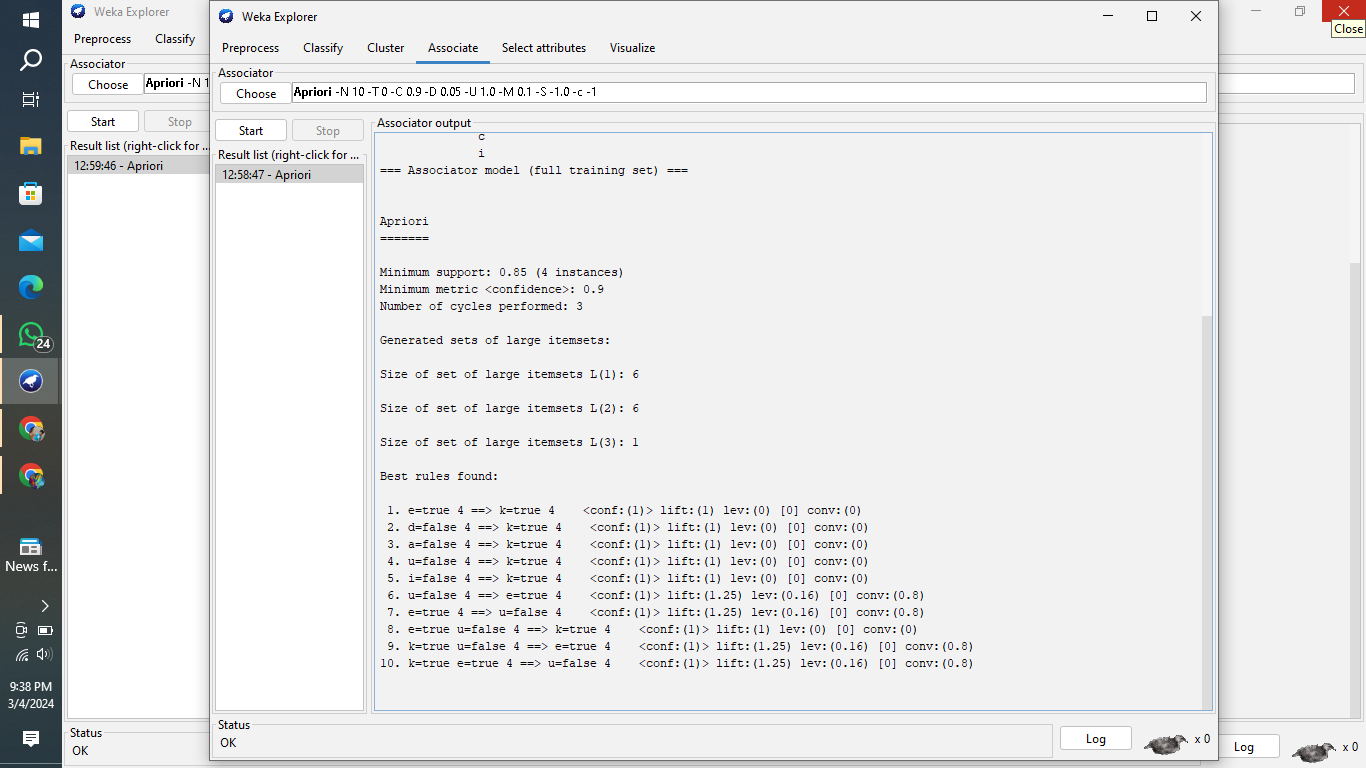 Weka Explorer
Preprocess Classify
Associator
Choose Apriori -N 1
Start Stop
Result list (right-click for ...
12:59:46 - Apriori
Status
OK
Weka Explorer
Preprocess Classify Cluster Associate Select attributes Visualize
Associator
Choose Apriori -N 10 -T 0 -C 0.9 -D 0.05 -U 1.0 -M 0.1 -S -1.0 -c -1
Start Stop
Result list (right-click for ...
12:58:47 - Apriori
Associator output
c
i
=== Associator model (full training set) ===
Apriori
=======
Minimum support: 0.85 (4 instances)
Minimum metric <confidence>: 0.9
Number of cycles performed: 3
Generated sets of large itemsets:
Size of set of large itemsets L(1): 6
Size of set of large itemsets L(2): 6
Size of set of large itemsets L(3): 1
Best rules found:
1. e=true 4 ==> k=true 4 <conf:(1)> lift:(1) lev:(0) [0] conv:(0)
2. d=false 4 ==> k=true 4 <conf:(1)> lift:(1) lev:(0) [0] conv:(0)
3. a=false 4 ==> k=true 4 <conf:(1)> lift:(1) lev:(0) [0] conv:(0)
4. u=false 4 ==> k=true 4 <conf:(1)> lift:(1) lev:(0) [0] conv:(0)
5. i=false 4 ==> k=true 4 <conf:(1)> lift:(1) lev:(0) [0] conv:(0)
6. u=false 4 ==> e=true 4 <conf:(1)> lift:(1.25) lev:(0.16) [0] conv:(0.8)
7. e=true 4 ==> u=false 4 <conf:(1)> lift:(1.25) lev:(0.16) [0] conv:(0.8)
8. e=true u=false 4 ==> k=true 4 <conf:(1)> lift:(1) lev:(0) [0] conv:(0)
9. k=true u=false 4 ==> e=true 4 <conf:(1)> lift:(1.25) lev:(0.16) [0] conv:(0.8)
10. k=true e=true 4 ==> u=false 4 <conf:(1)> lift:(1.25) lev:(0.16) [0] conv:(0.8)
Status
OK
Log
x 0
Close
Log
x 0
24
News f...
9:38 PM
3/4/2024